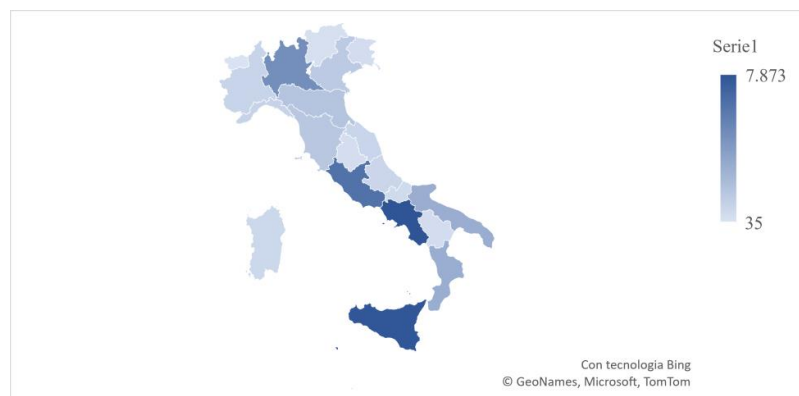 Serie1
7.873
35
Con tecnologia Bing
© GeoNames, Microsoft, TomTom